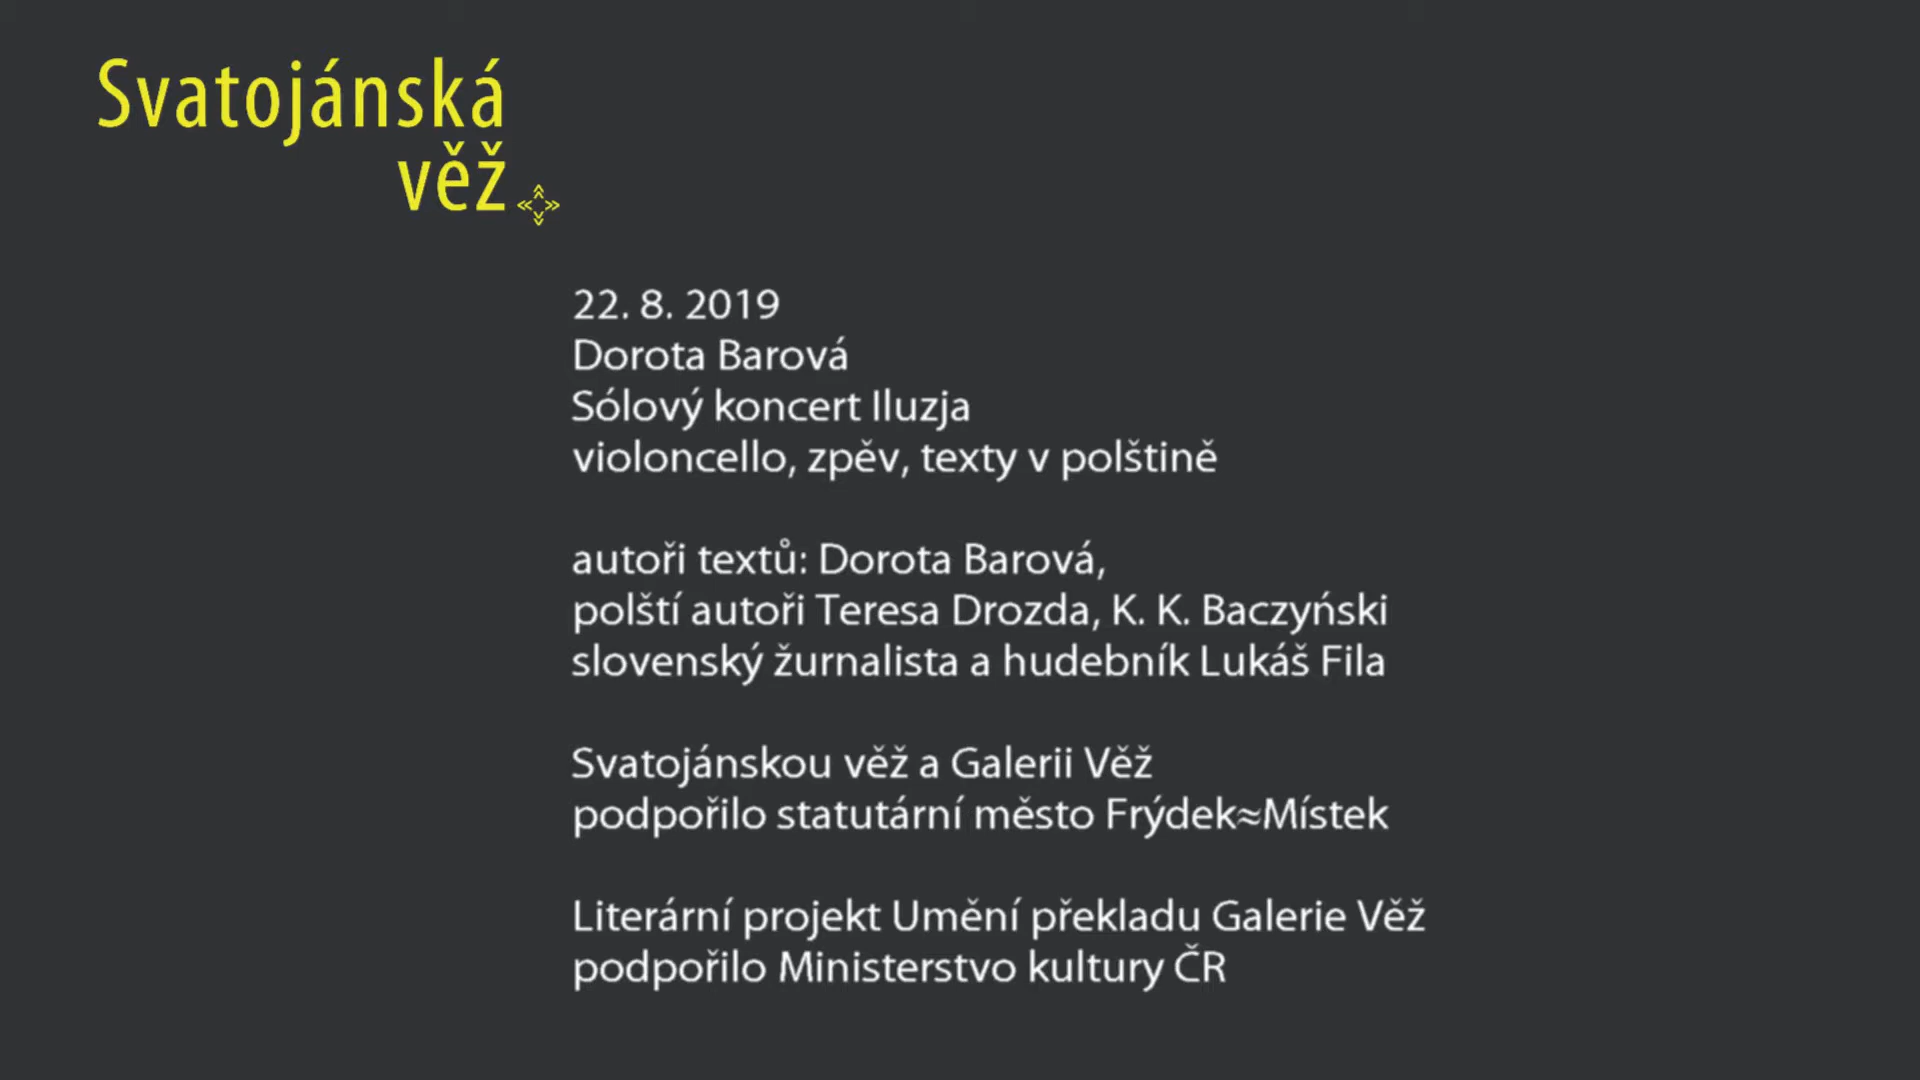 Svatojánská
věž
22. 8. 2019
Dorota Barová
Sólový koncert Iluzja
violoncello, zpěv, texty v polštině
autoři textů: Dorota Barová,
polští autoři Teresa Drozda, K. K. Baczyński
slovenský žurnalista a hudebník Lukáš Fila
Svatojánskou věž a Galerii Věž
podpořilo statutární město Frýdek≈Místek
Literární projekt Umění překladu Galerie Věž
podpořilo Ministerstvo kultury ČR